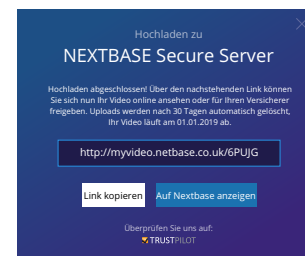 Hochladen zu
NEXTBASE Secure Server
Hochladen abgeschlossen! Über den nachstehenden Link können
Sie sich nun Ihr Video online ansehen oder für Ihren Versicherer
freigeben. Uploads werden nach 30 Tagen automatisch gelöscht,
Ihr Video läuft am 01.01.2019 ab.
http://myvideo.netbase.co.uk/6PUJG
Link kopieren Auf Nextbase anzeigen
Überprüfen Sie uns auf:
TRUSTPILOT